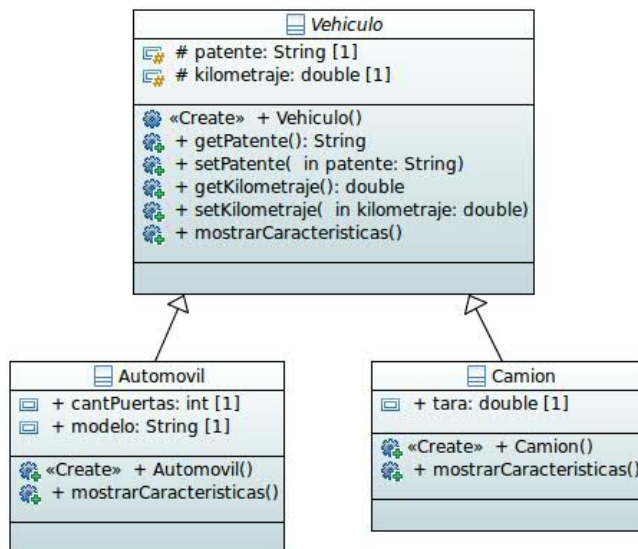 Vehiculo
# patente: String [1]
# kilometraje: double [1]
«Create» + Vehiculo()
+ getPatente(): String
+ setPatente( in patente: String)
+ getKilometraje(): double
+ setKilometraje( in kilometraje: double)
+ mostrarCaracteristicas()
Automovil
+ cantPuertas: int [1]
+ modelo: String [1]
«Create» + Automovil()
+ mostrarCaracteristicas()
Camion
+ tara: double [1]
«Create» + Camion()
+ mostrarCaracteristicas()